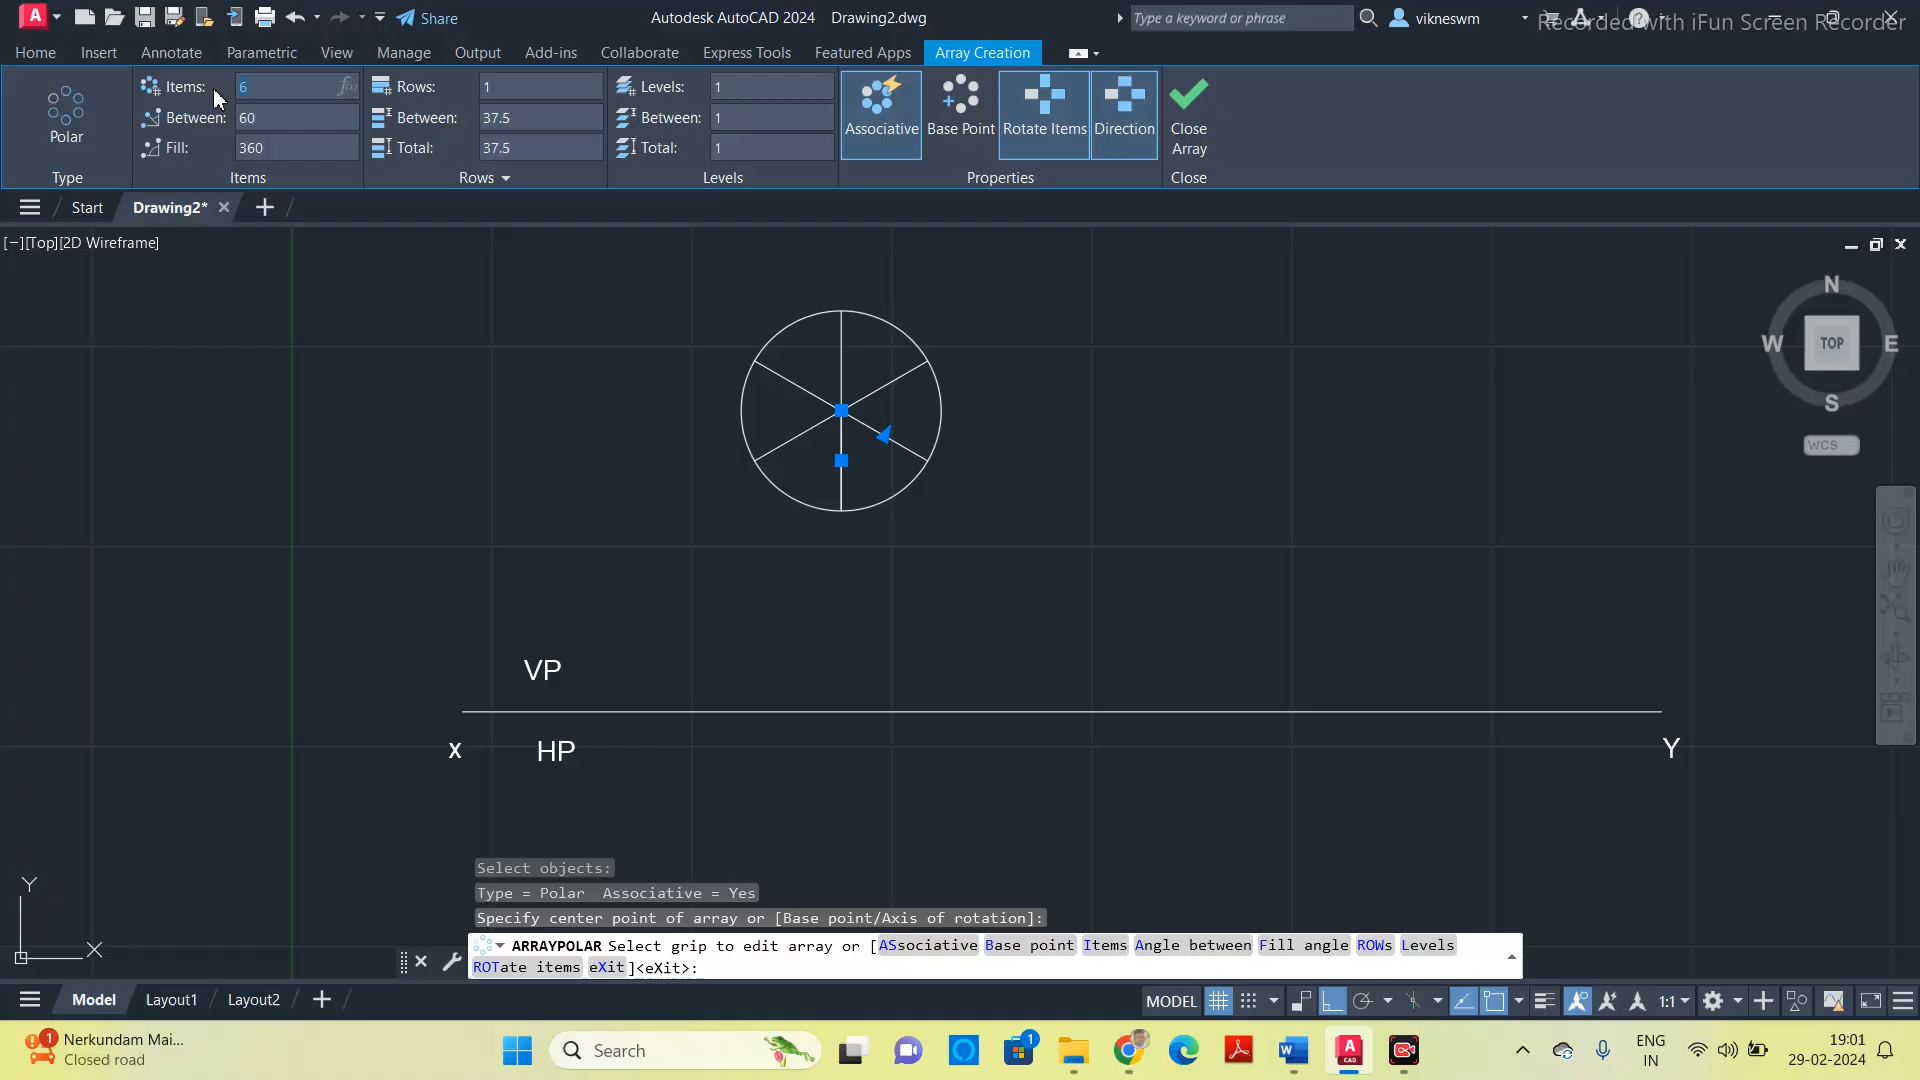 A Share Autodesk AutoCAD 2024 Drawing2.dwg Type a keyword or phrase vikneswm Recorded with iFun Screen Recorder
Home Insert Annotate Parametric View Manage Output Add-ins Collaborate Express Tools Featured Apps Array Creation
Items: 6 Rows: 1 Levels: 1
Between: 60 Between: 37.5 Between: 1
Polar Associative Base Point Rotate Items Direction Close Array
Fill: 360 Total: 37.5 Total: 1
Type Items Rows Levels Properties Close
Start Drawing2*
[−][Top][2D Wireframe]
N
W TOP E
S
WCS
VP
X HP Y
Y
X
Select objects:
Type = Polar  Associative = Yes
Specify center point of array or [Base point/Axis of rotation]:
ARRAYPOLAR Select grip to edit array or [ASsociative Base point Items Angle between Fill angle ROWs Levels
ROTate items eXit]<eXit>:
Model Layout1 Layout2 MODEL 1:1
1 Nerkundam Mai...
Closed road
Search
1
W
A CAD
ENG
IN
19:01
29-02-2024